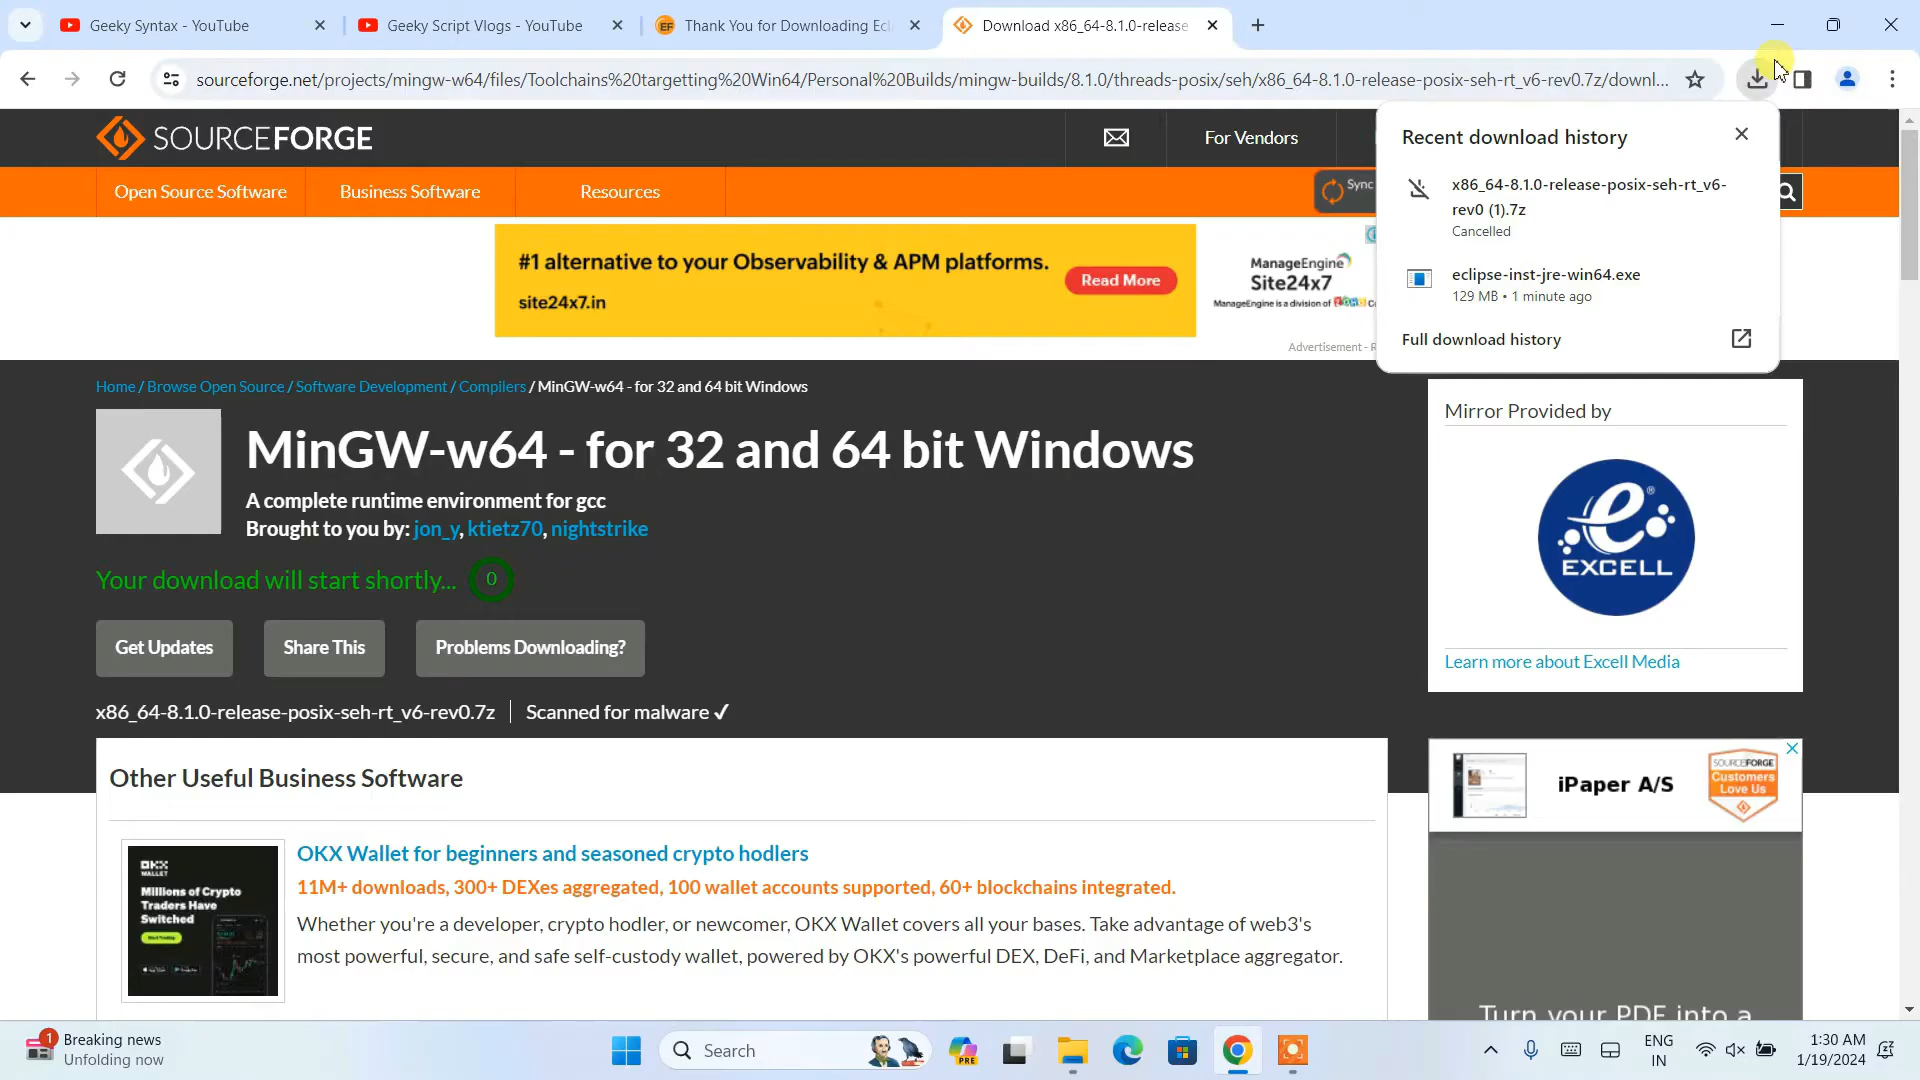 Geeky Syntax - YouTube
Geeky Script Vlogs - YouTube
Thank You for Downloading Ecl
Download x86_64-8.1.0-release
sourceforge.net/projects/mingw-w64/files/Toolchains%20targetting%20Win64/Personal%20Builds/mingw-builds/8.1.0/threads-posix/seh/x86_64-8.1.0-release-posix-seh-rt_v6-rev0.7z/downl...
SOURCEFORGE
For Vendors
Open Source Software
Business Software
Resources
Sync
Recent download history
x86_64-8.1.0-release-posix-seh-rt_v6-
rev0 (1).7z
Cancelled
eclipse-inst-jre-win64.exe
129 MB • 1 minute ago
Full download history
#1 alternative to your Observability & APM platforms.
site24x7.in
Read More
ManageEngine
Site24x7
ManageEngine is a division of ZOHO C
Advertisement - R
Home / Browse Open Source / Software Development / Compilers / MinGW-w64 - for 32 and 64 bit Windows
MinGW-w64 - for 32 and 64 bit Windows
A complete runtime environment for gcc
Brought to you by: jon_y, ktietz70, nightstrike
Your download will start shortly... 0
Get Updates
Share This
Problems Downloading?
x86_64-8.1.0-release-posix-seh-rt_v6-rev0.7z
Scanned for malware ✓
Mirror Provided by
e
EXCELL
Learn more about Excell Media
Other Useful Business Software
OKX
WALLET
Millions of Crypto
Traders Have
Switched
OKX Wallet for beginners and seasoned crypto hodlers
11M+ downloads, 300+ DEXes aggregated, 100 wallet accounts supported, 60+ blockchains integrated.
Whether you're a developer, crypto hodler, or newcomer, OKX Wallet covers all your bases. Take advantage of web3's
most powerful, secure, and safe self-custody wallet, powered by OKX's powerful DEX, DeFi, and Marketplace aggregator.
iPaper A/S
SOURCEFORGE
Customers
Love Us
Turn your PDF into a
1
Breaking news
Unfolding now
Search
PRE
ENG
IN
1:30 AM
1/19/2024